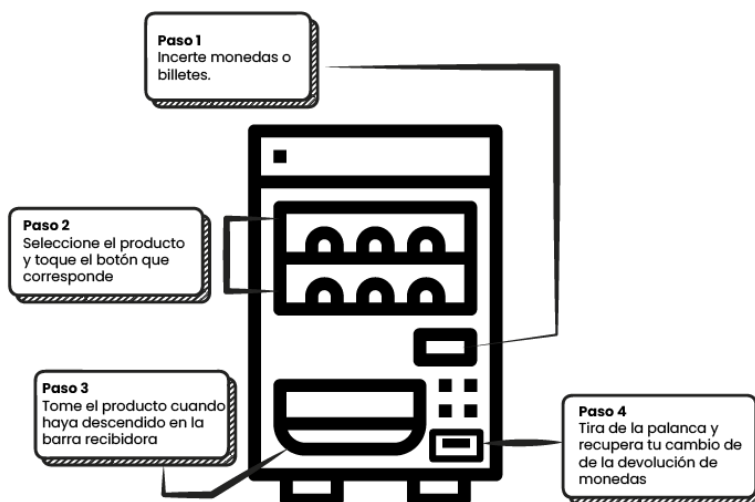 Paso 1
Incerte monedas o
billetes.
Paso 2
Seleccione el producto
y toque el botón que
corresponde
Paso 3
Tome el producto cuando
haya descendido en la
barra recibidora
Paso 4
Tira de la palanca y
recupera tu cambio de
de la devolución de
monedas